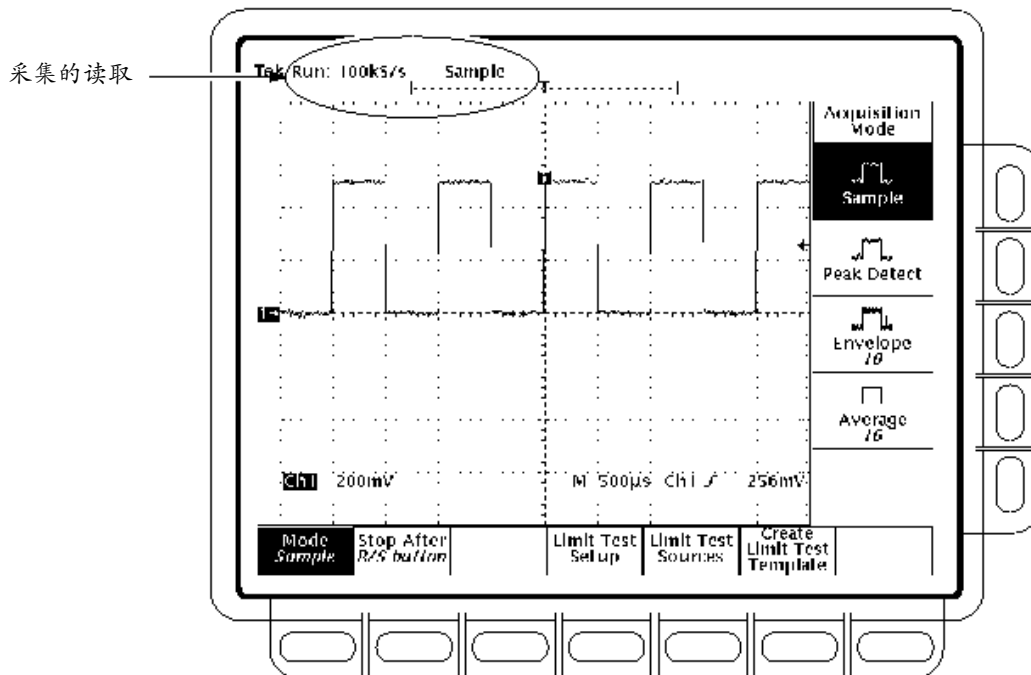 采集的读取
Tek Run: 100kS/s Sample
Acquisition
Mode
Sample
Peak Detect
Envelope
10
Average
16
1
Ch1 200mV M 500µs Ch1 256mV
Mode
Sample
Stop After
R/S button
Limit Test
Setup
Limit Test
Sources
Create
Limit Test
Template